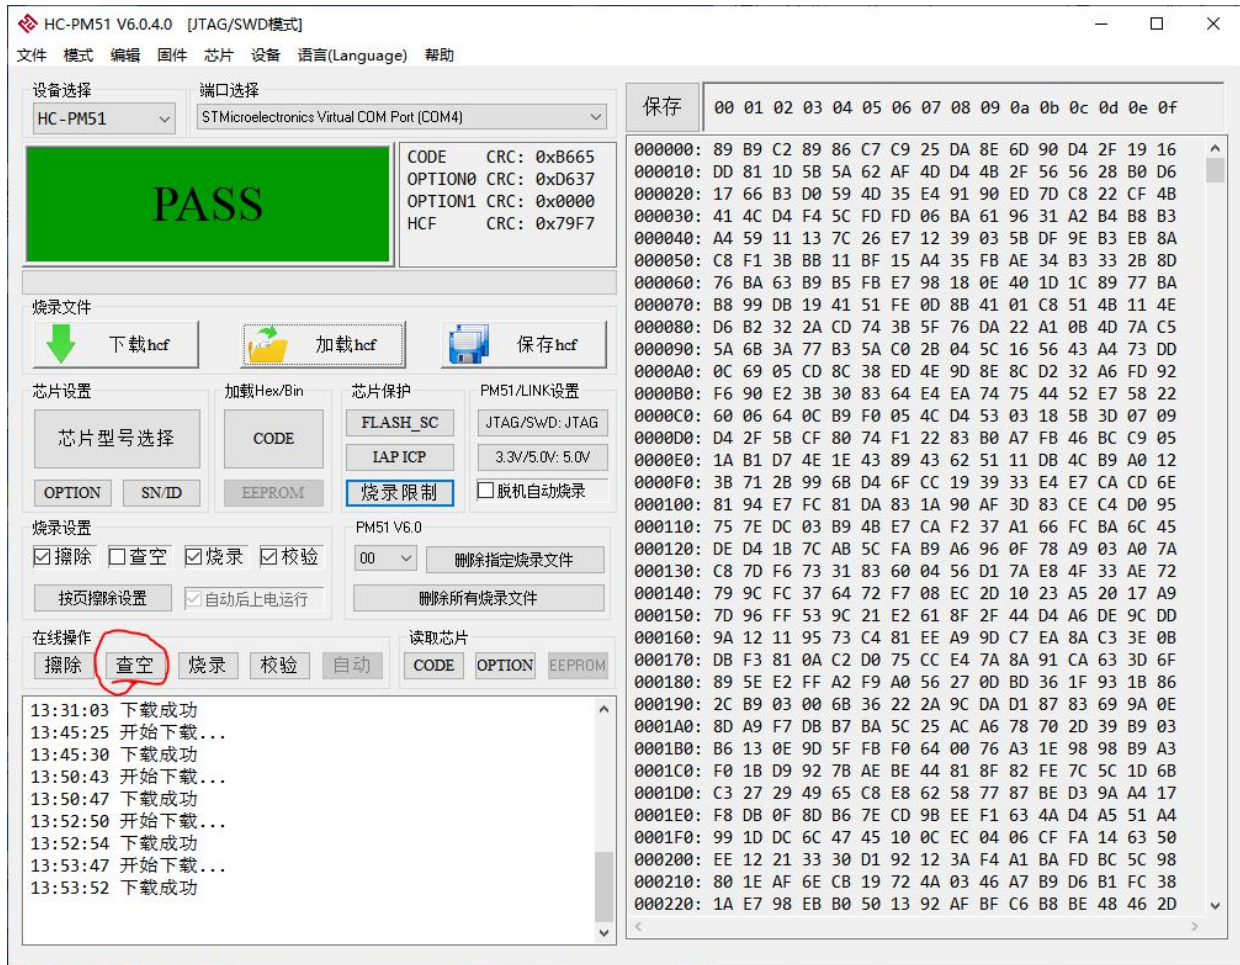 HC-PM51 V6.0.4.0 [JTAG/SWD模式]
文件 模式 编辑 固件 芯片 设备 语言(Language) 帮助
设备选择 端口选择
HC-PM51 STMicroelectronics Virtual COM Port (COM4)
PASS
CODE CRC: 0xB665
OPTION0 CRC: 0xD637
OPTION1 CRC: 0x0000
HCF CRC: 0x79F7
烧录文件
下载hcf 加载hcf 保存hcf
芯片设置 加载Hex/Bin 芯片保护 PM51/LINK设置
芯片型号选择 CODE FLASH_SC JTAG/SWD: JTAG
IAP ICP 3.3V/5.0V: 5.0V
OPTION SN/ID EEPROM 烧录限制 脱机自动烧录
烧录设置 PM51 V6.0
擦除 查空 烧录 校验 00 删除指定烧录文件
按页擦除设置 自动后上电运行 删除所有烧录文件
在线操作 读取芯片
擦除 查空 烧录 校验 自动 CODE OPTION EEPROM
13:31:03 下载成功
13:45:25 开始下载...
13:45:30 下载成功
13:50:43 开始下载...
13:50:47 下载成功
13:52:50 开始下载...
13:52:54 下载成功
13:53:47 开始下载...
13:53:52 下载成功
保存 00 01 02 03 04 05 06 07 08 09 0a 0b 0c 0d 0e 0f
000000: 89 B9 C2 89 86 C7 C9 25 DA 8E 6D 90 D4 2F 19 16
000010: DD 81 1D 5B 5A 62 AF 4D D4 4B 2F 56 56 28 B0 D6
000020: 17 66 B3 D0 59 4D 35 E4 91 90 ED 7D C8 22 CF 4B
000030: 41 4C D4 F4 5C FD FD 06 BA 61 96 31 A2 B4 B8 B3
000040: A4 59 11 13 7C 26 E7 12 39 03 5B DF 9E B3 EB 8A
000050: C8 F1 3B BB 11 BF 15 A4 35 FB AE 34 B3 33 2B 8D
000060: 76 BA 63 B9 B5 FB E7 98 18 0E 40 1D 1C 89 77 BA
000070: B8 99 DB 19 41 51 FE 0D 8B 41 01 C8 51 4B 11 4E
000080: D6 B2 32 2A CD 74 3B 5F 76 DA 22 A1 0B 4D 7A C5
000090: 5A 6B 3A 77 B3 5A 02 2B 04 5C 16 56 43 A4 73 DD
0000A0: 0C 69 05 CD 8C 38 ED 4E 9D 8E 8C D2 32 A6 FD 92
0000B0: F6 90 E2 3B 30 83 64 E4 EA 74 75 44 52 E7 58 22
0000C0: 60 06 64 0C B9 F0 05 4C D4 53 03 18 5B 3D 07 09
0000D0: D4 2F 5B CF 80 74 F1 22 83 B0 A7 FB 46 BC C9 05
0000E0: 1A B1 D7 4E 1E 43 89 43 62 51 11 DB 4C B9 A0 12
0000F0: 3B 71 2B 99 6B D4 6F CC 19 39 33 E4 E7 CA CD 6E
000100: 81 94 E7 FC 81 DA 83 1A 90 AF 3D 83 CE C4 D0 95
000110: 75 7E DC 03 B9 4B E7 CA F2 37 A1 66 FC BA 6C 45
000120: DE D4 1B 7C AB 5C FA B9 A6 96 0F 78 A9 03 A0 7A
000130: C8 7D F6 73 31 83 60 04 56 D1 7A E8 4F 33 AE 72
000140: 79 9C FC 37 64 72 F7 08 EC 2D 10 23 A5 20 17 A9
000150: 7D 96 FF 53 9C 21 E2 61 8F 2F 44 D4 A6 DE 9C DD
000160: 9A 12 11 95 73 C4 81 EE A9 9D C7 EA 8A C3 3E 0B
000170: DB F3 81 0A C2 D0 75 CC E4 7A 8A 91 CA 63 3D 6F
000180: 89 5E E2 FF A2 F9 A0 56 27 0D BD 36 1F 93 1B 86
000190: 2C B9 03 00 6B 36 22 2A 9C DA D1 87 83 69 9A 0E
0001A0: 8D A9 F7 DB B7 BA 5C 25 AC A6 78 70 2D 39 B9 03
0001B0: B6 13 0E 9D 5F FB F0 64 00 76 A3 1E 98 98 B9 A3
0001C0: F0 1B D9 92 7B AE BE 44 81 8F 82 FE 7C 5C 1D 6B
0001D0: C3 27 29 49 65 C8 E8 62 58 77 87 BE D3 9A A4 17
0001E0: F8 DB 0F 8D B6 7E CD 9B EE F1 63 4A D4 A5 51 A4
0001F0: 99 1D DC 6C 47 45 10 0C EC 04 06 CF FA 14 63 50
000200: EE 12 21 33 30 D1 92 12 3A F4 A1 BA FD BC 5C 98
000210: 80 1E AF 6E CB 19 72 4A 03 46 A7 B9 D6 B1 FC 38
000220: 1A E7 98 EB B0 50 13 92 AF BF C6 B8 BE 48 46 2D